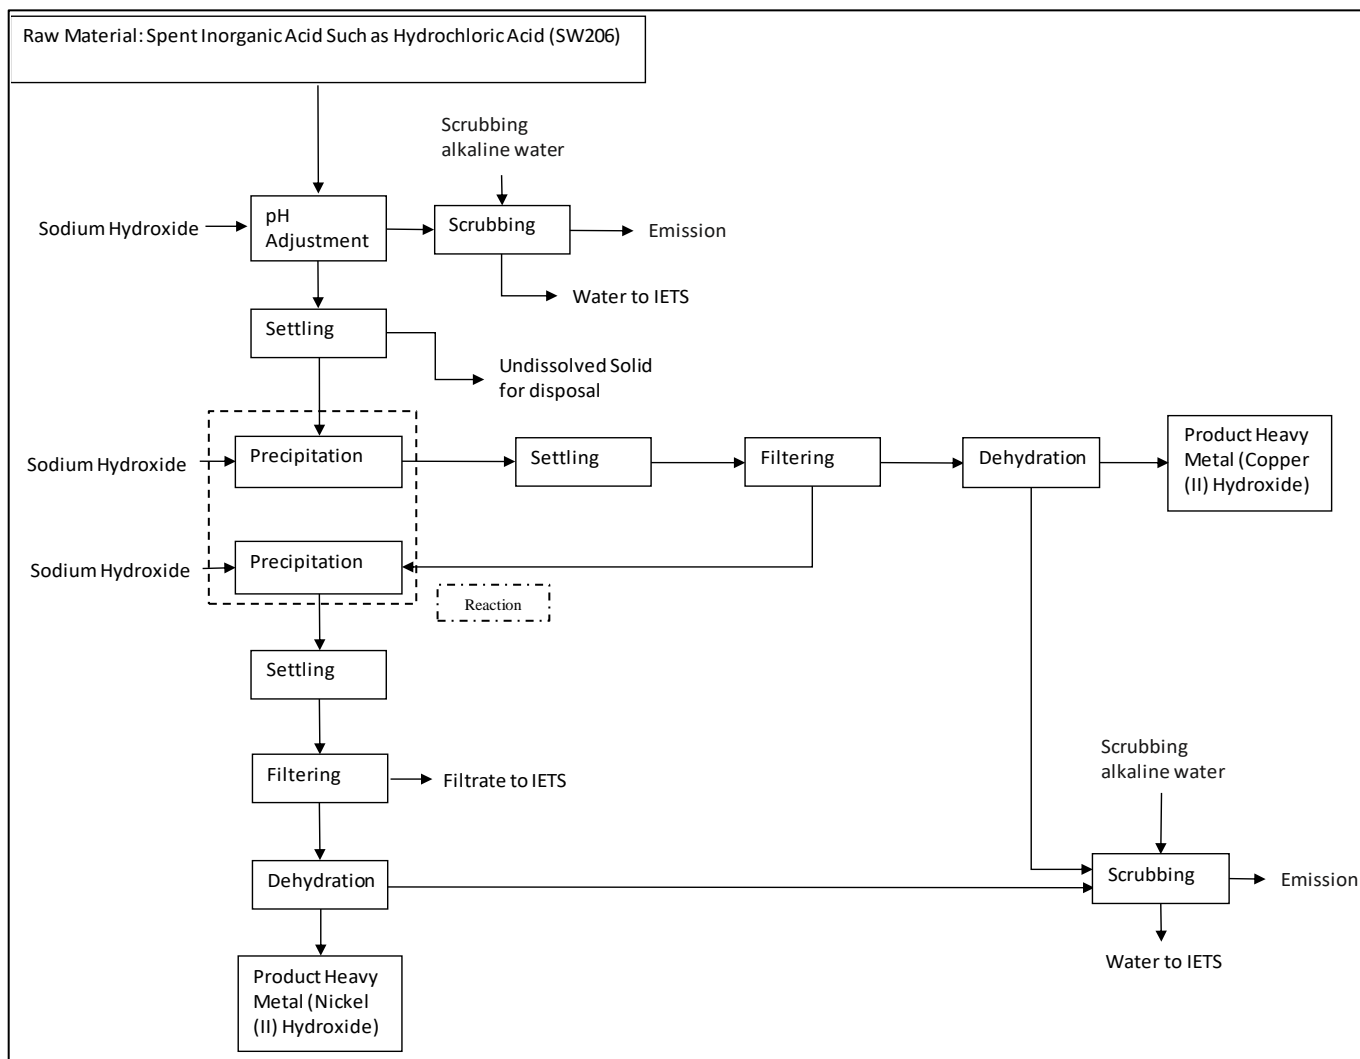 Raw Material: Spent Inorganic Acid Such as Hydrochloric Acid (SW206)
Scrubbing
alkaline water
Sodium Hydroxide
pH
Adjustment
Scrubbing
Emission
Water to IETS
Settling
Undissolved Solid
for disposal
Sodium Hydroxide
Precipitation
Settling
Filtering
Dehydration
Product Heavy
Metal (Copper
(II) Hydroxide)
Sodium Hydroxide
Precipitation
Reaction
Settling
Filtering
Filtrate to IETS
Scrubbing
alkaline water
Dehydration
Scrubbing
Emission
Water to IETS
Product Heavy
Metal (Nickel
(II) Hydroxide)